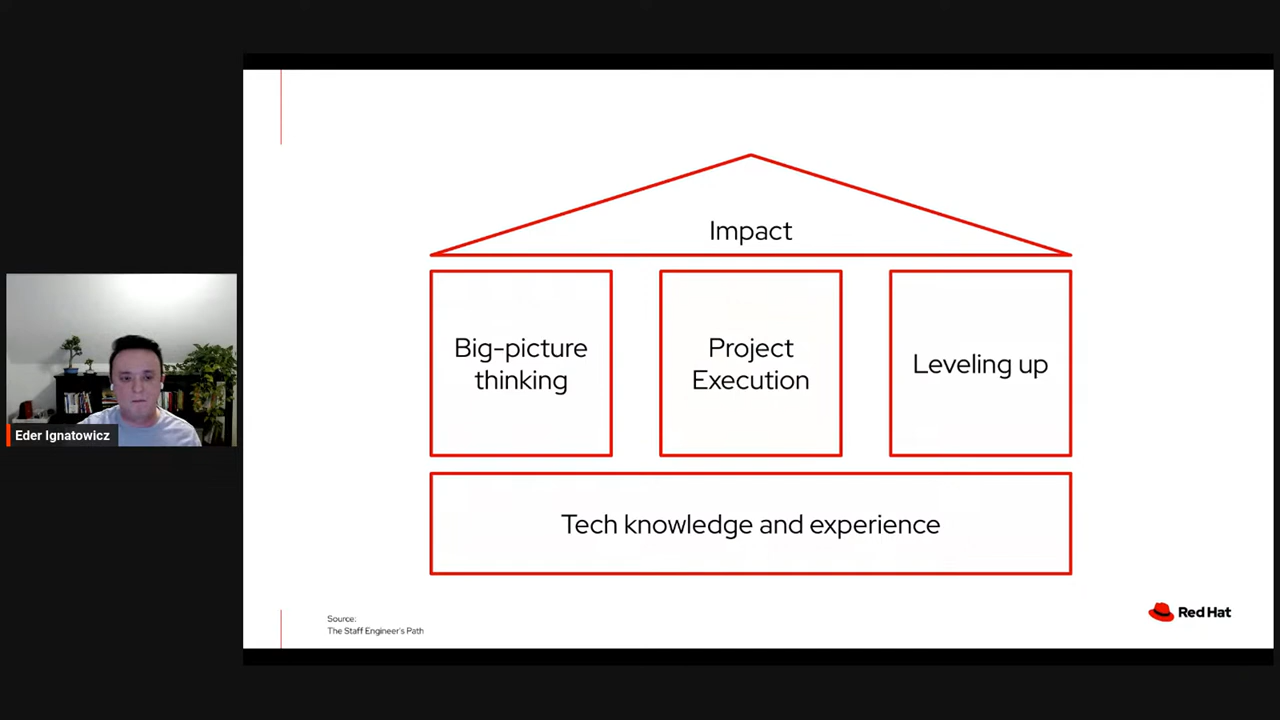 Impact
Big-picture
thinking
Project
Execution
Leveling up
Tech knowledge and experience
Eder Ignatowicz
Source:
The Staff Engineer's Path
Red Hat